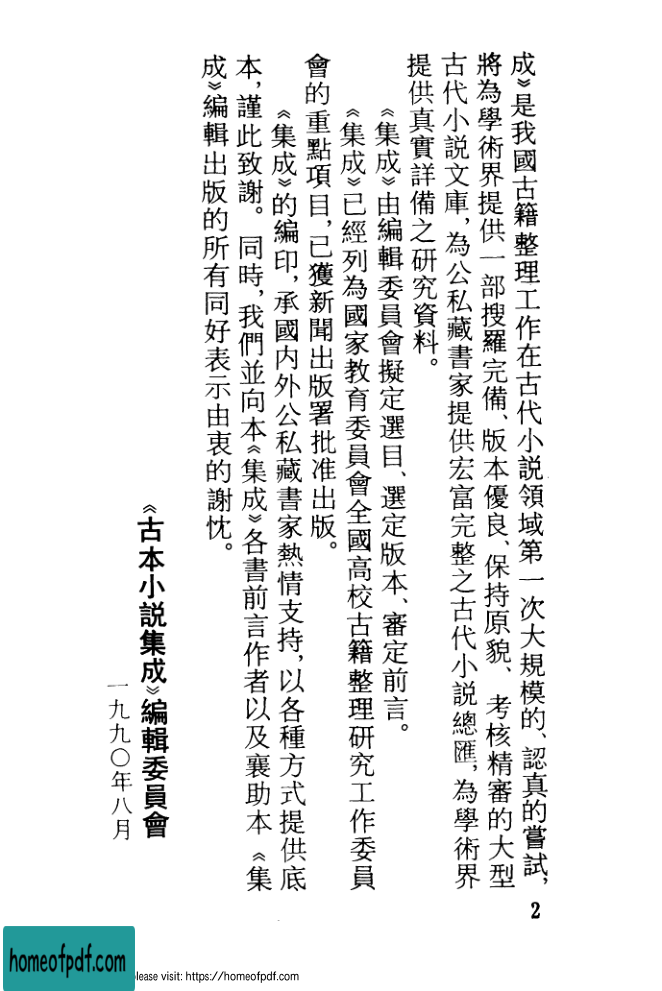 成》是我國古籍整理工作在古代小説領域第一次大規模的、認真的嘗試，
將為學術界提供一部搜羅完備、版本優良、保持原貌、考核精審的大型
古代小説文庫，為公私藏書家提供宏富完整之古代小説總匯，為學術界
提供真實詳備之研究資料。
《集成》由編輯委員會擬定選目、選定版本、審定前言。
《集成》已經列為國家教育委員會全國高校古籍整理研究工作委員
會的重點項目，已獲新聞出版署批准出版。
《集成》的編印，承國内外公私藏書家熱情支持，以各種方式提供底
本，謹此致謝。同時，我們並向本《集成》各書前言作者以及襄助本《集
成》編輯出版的所有同好表示由衷的謝忱。
《古本小説集成》編輯委員會
一九九〇年八月
2
homeofpdf.com
lease visit: https://homeofpdf.com